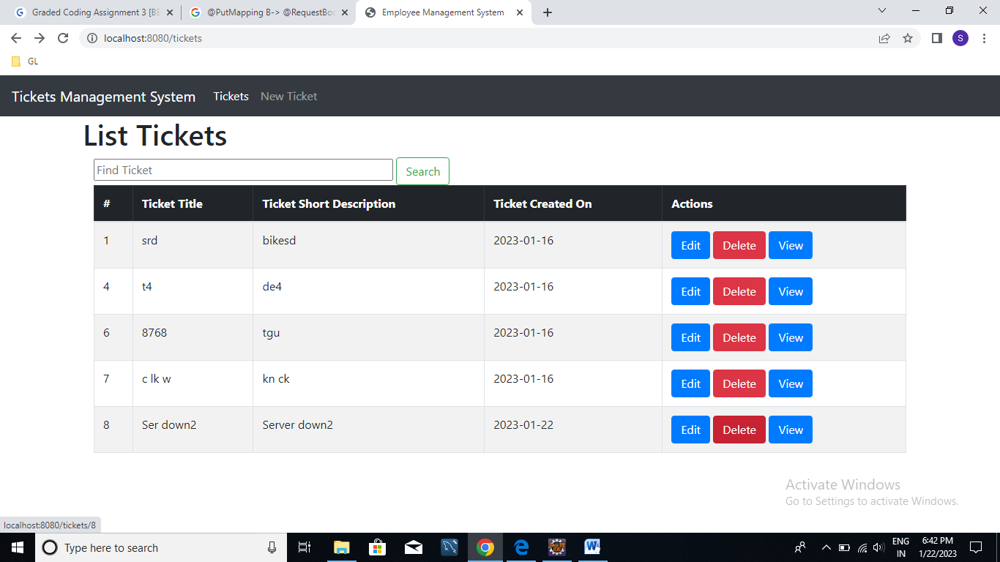 Graded Coding Assignment 3 [BE
@PutMapping B-> @RequestBod
Employee Management System
localhost:8080/tickets
S
GL
Tickets Management System Tickets New Ticket
List Tickets
Find Ticket Search
# Ticket Title Ticket Short Description Ticket Created On Actions
1 srd bikesd 2023-01-16 Edit Delete View
4 t4 de4 2023-01-16 Edit Delete View
6 8768 tgu 2023-01-16 Edit Delete View
7 c lk w kn ck 2023-01-16 Edit Delete View
8 Ser down2 Server down2 2023-01-22 Edit Delete View
Activate Windows
Go to Settings to activate Windows.
localhost:8080/tickets/8
Type here to search
ENG
IN
6:42 PM
1/22/2023